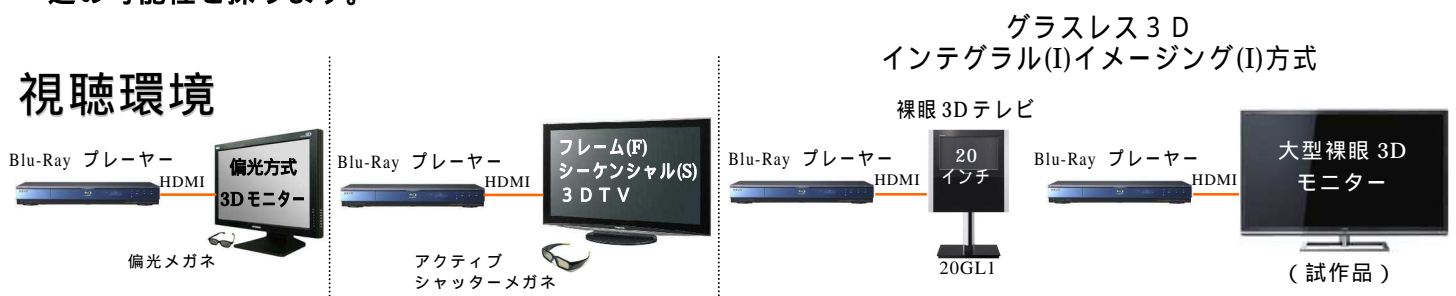 視聴環境
Blu-Ray プレーヤー
HDMI
偏光方式
3Dモニター
偏光メガネ
Blu-Ray プレーヤー
HDMI
フレーム(F)
シーケンシャル(S)
３ＤＴＶ
アクティブ
シャッターメガネ
グラスレス３Ｄ
インテグラル(I)イメージング(I)方式
裸眼3Dテレビ
Blu-Ray プレーヤー
HDMI
20
インチ
20GL1
Blu-Ray プレーヤー
HDMI
大型裸眼 3D
モニター
(試作品)